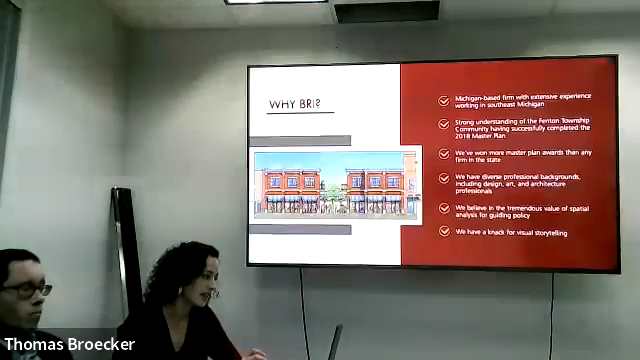 WHY BRI?
Michigan-based firm with extensive experience
working in southeast Michigan
Strong understanding of the Fenton Township
Community having successfully completed the
2018 Master Plan
We've won more master plan awards than any
firm in the state
We have diverse professional backgrounds,
including design, art, and architecture
professionals
We believe in the tremendous value of spatial
analysis for guiding policy
We have a knack for visual storytelling
Thomas Broecker